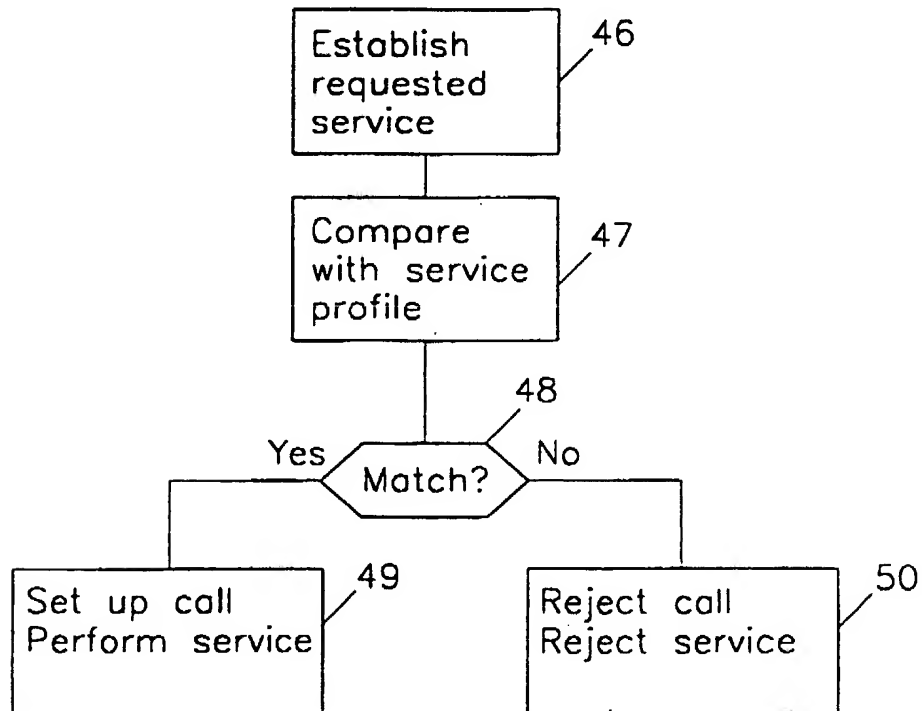 Establish
requested
service
46
Compare
with service
profile
47
48
Yes
Match?
No
Set up call
Perform service
49
Reject call
Reject service
50